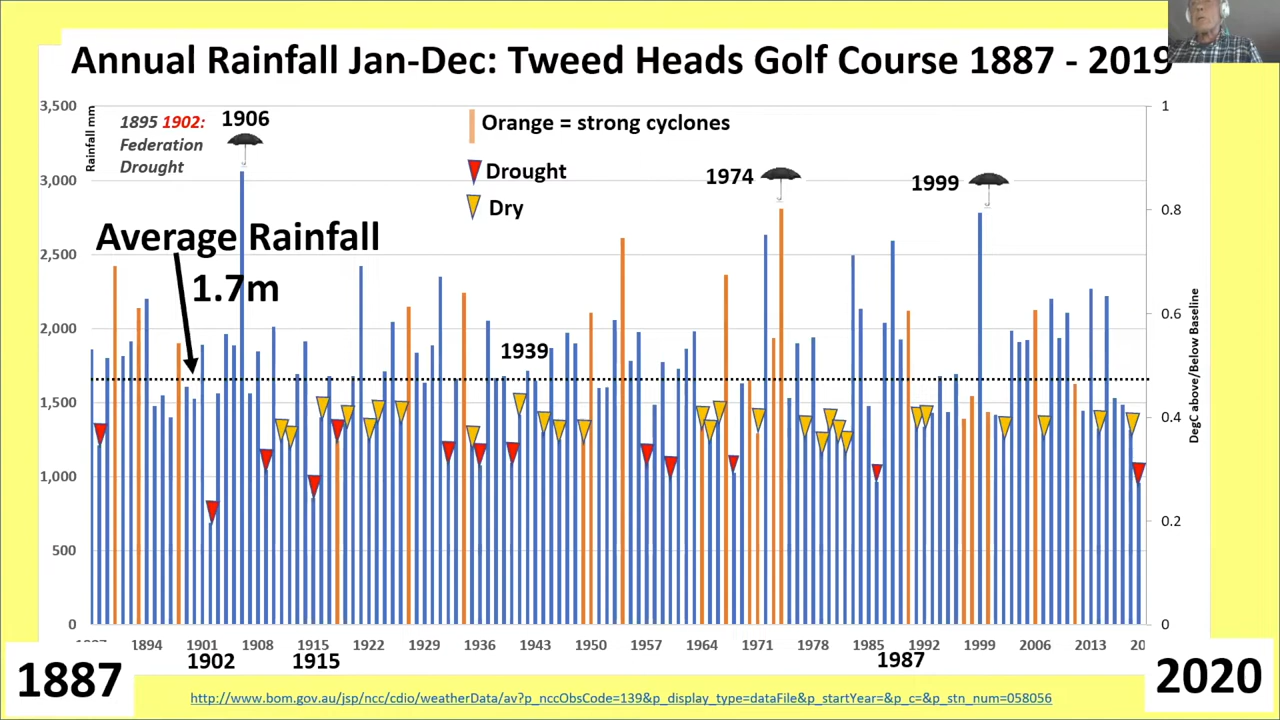 Annual Rainfall Jan-Dec: Tweed Heads Golf Course 1887 - 2019
3,500
3,000
2,500
2,000
1,500
1,000
500
0
Rainfall mm
1895 1902:
Federation
Drought
1906
Orange = strong cyclones
Drought
Dry
1974
1999
Average Rainfall
1.7m
1939
1
0.8
0.6
0.4
0.2
0
DegC above/Below Baseline
1894 1901 1908 1915 1922 1929 1936 1943 1950 1957 1964 1971 1978 1985 1992 1999 2006 2013 20
1902 1915 1987
1887
2020
http://www.bom.gov.au/jsp/ncc/cdio/weatherData/av?p_nccObsCode=139&p_display_type=dataFile&p_startYear=&p_c=&p_stn_num=058056